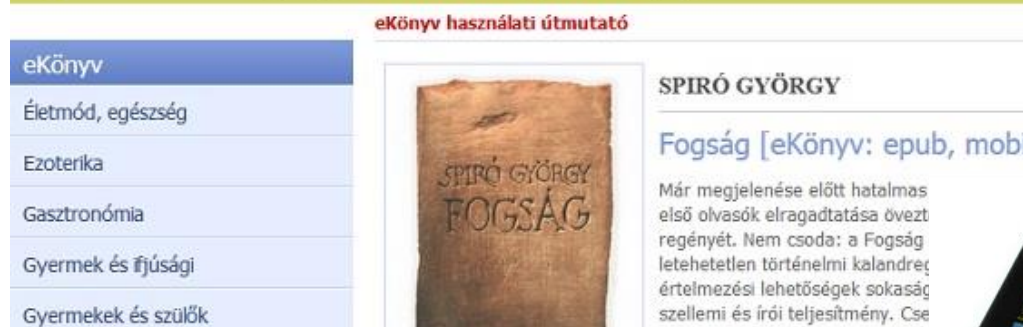 eKönyv használati útmutató
eKönyv
Életmód, egészség
Ezoterika
Gasztronómia
Gyermek és ifjúsági
Gyermekek és szülők
SPIRÓ GYÖRGY
FOGSÁG
SPIRÓ GYÖRGY
Fogság [eKönyv: epub, mob
Már megjelenése előtt hatalmas
első olvasók elragadtatása övezt
regényét. Nem csoda: a Fogság
letehetetlen történelmi kalandreg
értelmezési lehetőségek sokaság
szellemi és írói teljesítmény. Cse